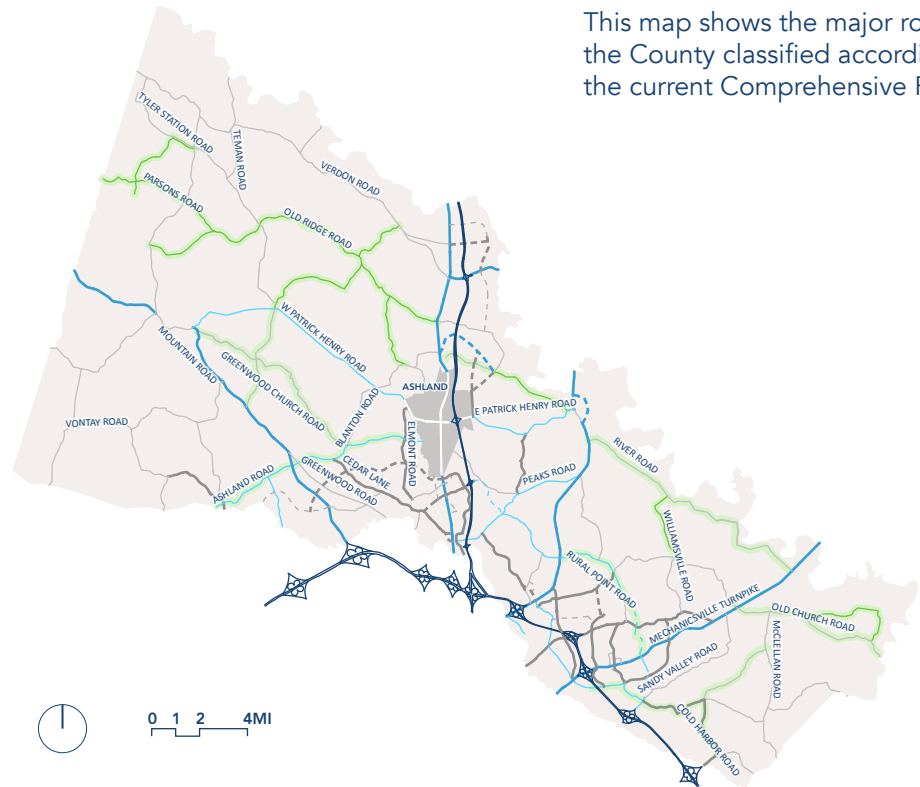 This map shows the major ro
the County classified accordi
the current Comprehensive
TYLER STATION ROAD
TEMAN ROAD
VERDON ROAD
PARSONS ROAD
OLD RIDGE ROAD
W PATRICK HENRY ROAD
MOUNTAIN ROAD
GREENWOOD CHURCH ROAD
ASHLAND
BLANTON ROAD
E PATRICK HENRY ROAD
VONTAY ROAD
ELMONT ROAD
RIVER ROAD
CEDAR LANE
PEAKS ROAD
GREENWOOD ROAD
ASHLAND ROAD
WILLIAMSVILLE ROAD
RURAL POINT ROAD
MECHANICSVILLE TURNPIKE
OLD CHURCH ROAD
McCLELLAN ROAD
SANDY VALLEY ROAD
COLD HARBOR ROAD
0 1 2 4MI